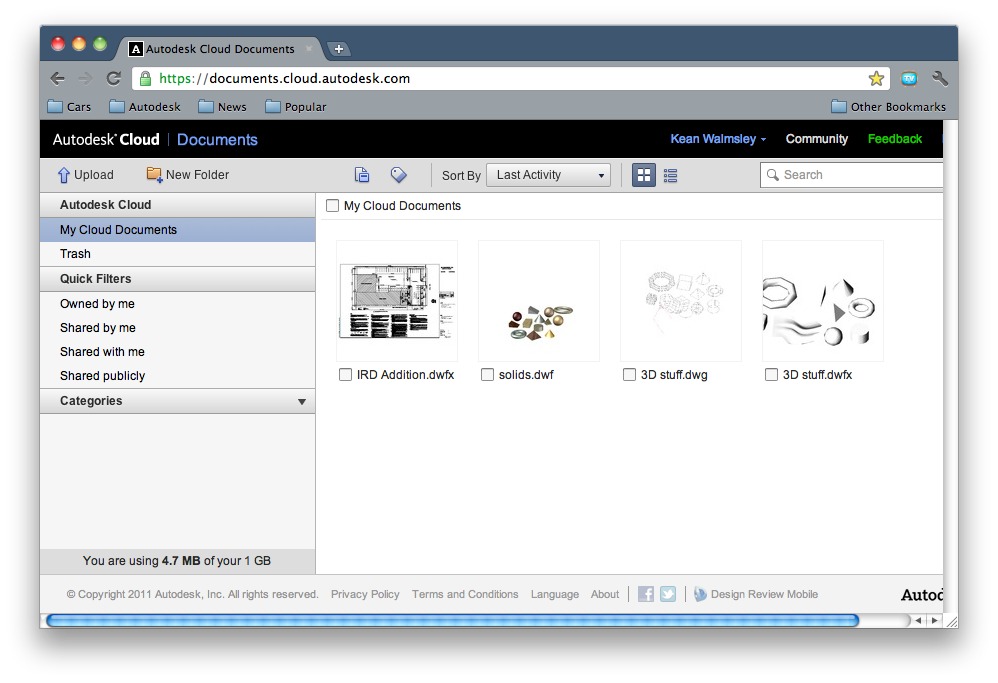 A Autodesk Cloud Documents
https://documents.cloud.autodesk.com
Cars Autodesk News Popular Other Bookmarks
Autodesk® Cloud | Documents Kean Walmsley Community Feedback
Upload New Folder Sort By Last Activity Search
Autodesk Cloud
My Cloud Documents
Trash
Quick Filters
Owned by me
Shared by me
Shared with me
Shared publicly
Categories
You are using 4.7 MB of your 1 GB
My Cloud Documents
IRD Addition.dwfx solids.dwf 3D stuff.dwg 3D stuff.dwfx
© Copyright 2011 Autodesk, Inc. All rights reserved. Privacy Policy Terms and Conditions Language About Design Review Mobile Autod